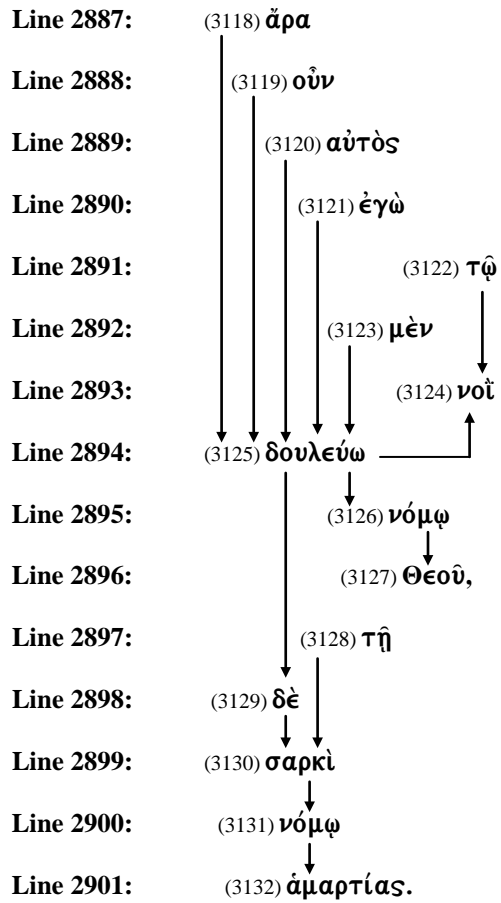 Line 2887: (3118) ἄρα
Line 2888: (3119) οὖν
Line 2889: (3120) αὐτὸς
Line 2890: (3121) ἐγὼ
Line 2891: (3122) τῷ
Line 2892: (3123) μὲν
Line 2893: (3124) νοῒ
Line 2894: (3125) δουλεύω
Line 2895: (3126) νόμῳ
Line 2896: (3127) Θεοῦ,
Line 2897: (3128) τῇ
Line 2898: (3129) δὲ
Line 2899: (3130) σαρκὶ
Line 2900: (3131) νόμῳ
Line 2901: (3132) ἁμαρτίας.